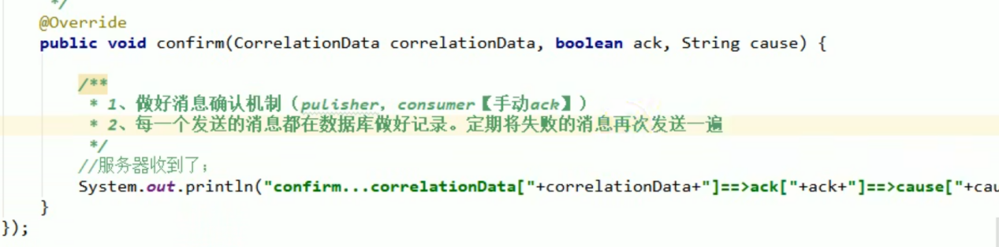 */
@Override
public void confirm(CorrelationData correlationData, boolean ack, String cause) {
/**
* 1、做好消息确认机制（pulisher，consumer【手动ack】）
* 2、每一个发送的消息都在数据库做好记录。定期将失败的消息再次发送一遍
*/
//服务器收到了；
System.out.println("confirm...correlationData["+correlationData+"]==>ack["+ack+"]==>cause["+cau
}
});